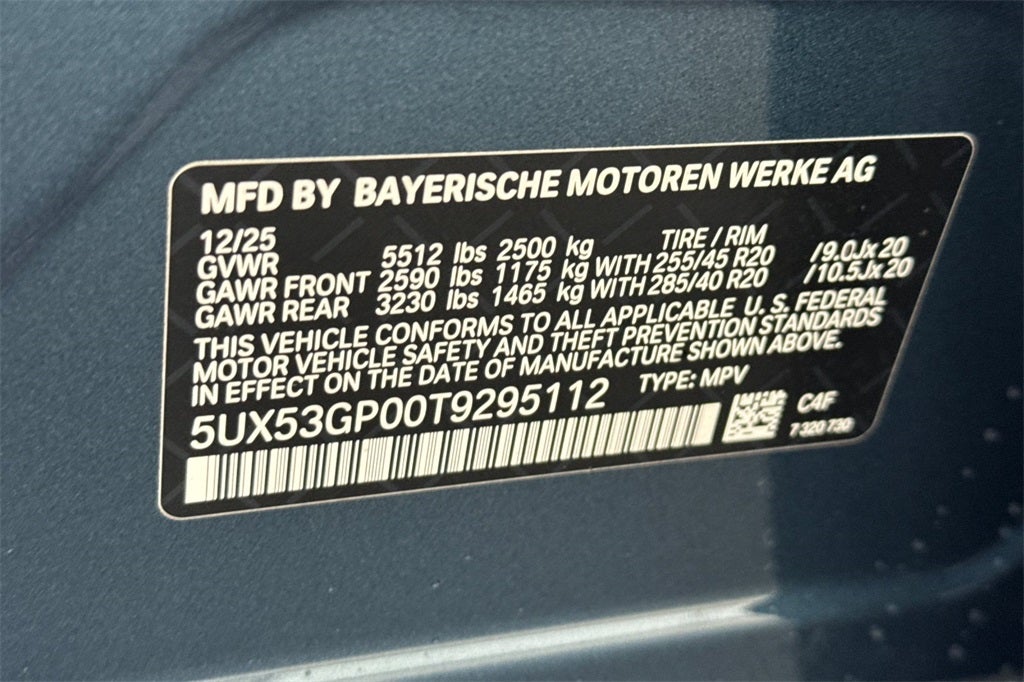 MFD BY BAYERISCHE MOTOREN WERKE AG
12/25 TIRE / RIM
GVWR 5512 lbs 2500 kg
GAWR FRONT 2590 lbs 1175 kg WITH 255/45 R20 /9.0Jx20
GAWR REAR 3230 lbs 1465 kg WITH 285/40 R20 /10.5Jx20
THIS VEHICLE CONFORMS TO ALL APPLICABLE U. S. FEDERAL
MOTOR VEHICLE SAFETY AND THEFT PREVENTION STANDARDS
IN EFFECT ON THE DATE OF MANUFACTURE SHOWN ABOVE.
5UX53GP00T9295112 TYPE: MPV
C4F
7 320 730